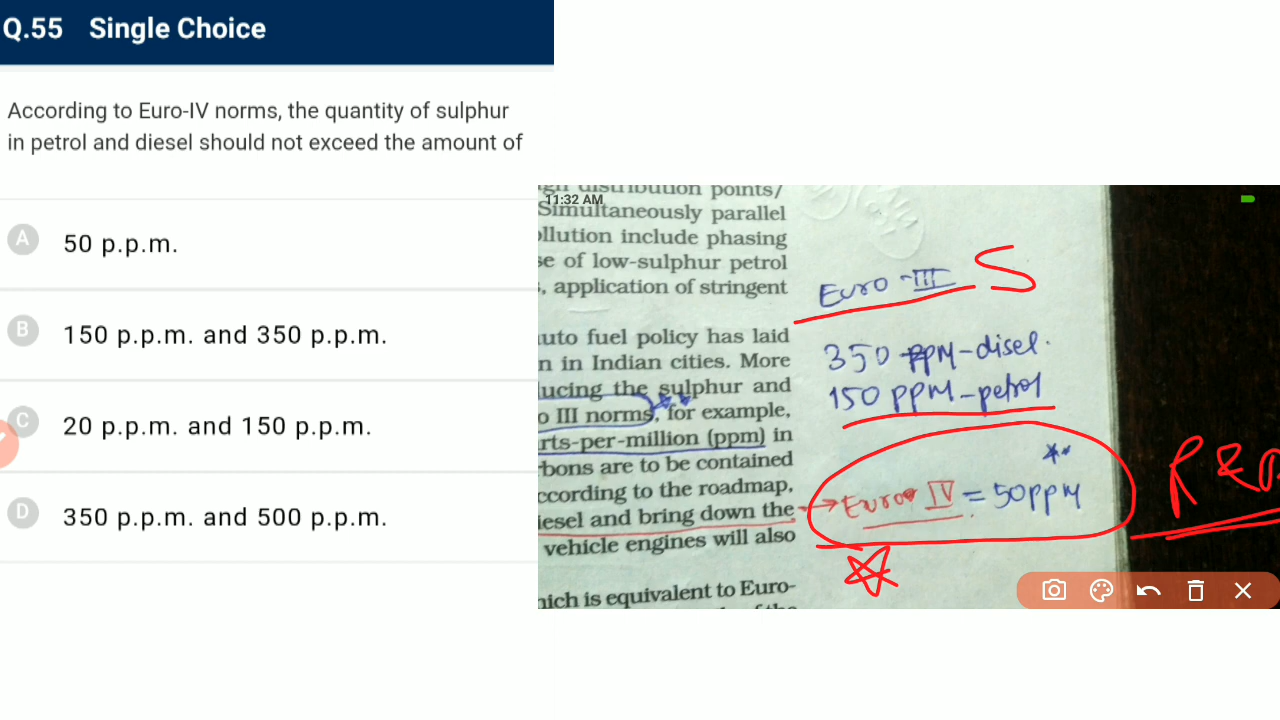 Q.55 Single Choice
According to Euro-IV norms, the quantity of sulphur
in petrol and diesel should not exceed the amount of
A 50 p.p.m.
B 150 p.p.m. and 350 p.p.m.
C 20 p.p.m. and 150 p.p.m.
D 350 p.p.m. and 500 p.p.m.
distribution points/
11:32 AM
Simultaneously parallel
ollution include phasing
se of low-sulphur petrol
, application of stringent
uto fuel policy has laid
n in Indian cities. More
ucing the sulphur and
o III norms, for example,
rts-per-million (ppm) in
bons are to be contained
ccording to the roadmap,
iesel and bring down the
vehicle engines will also
hich is equivalent to Euro-
Euro-III S
350 PPM-disel.
150 PPM-petrol
Euro IV = 50PPM